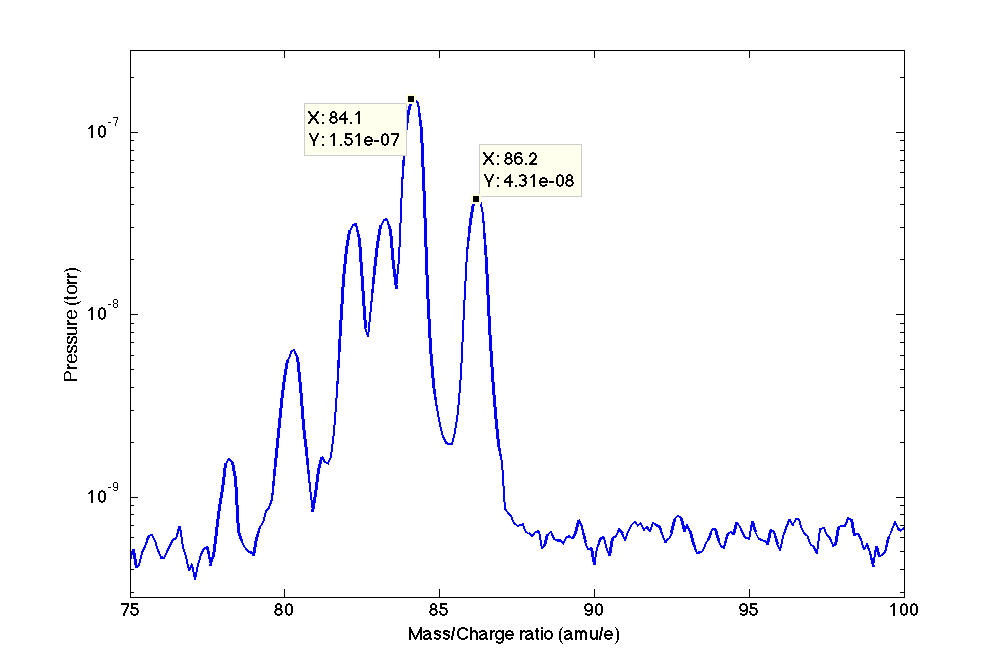 10-7
10-8
10-9
Pressure (torr)
X: 84.1
Y: 1.51e-07
X: 86.2
Y: 4.31e-08
75 80 85 90 95 100
Mass/Charge ratio (amu/e)